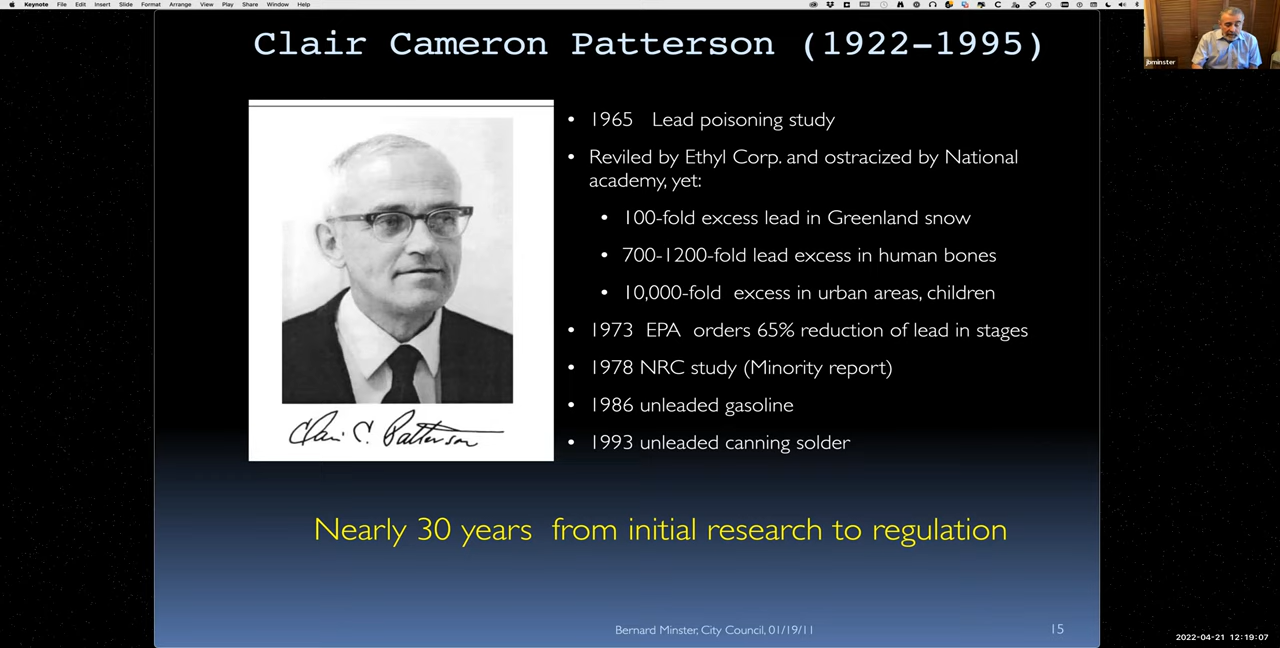 Keynote File Edit Insert Slide Format Arrange View Play Share Window Help
Clair Cameron Patterson (1922–1995)
jbminster
• 1965 Lead poisoning study
• Reviled by Ethyl Corp. and ostracized by National
academy, yet:
• 100-fold excess lead in Greenland snow
• 700-1200-fold lead excess in human bones
• 10,000-fold excess in urban areas, children
• 1973 EPA orders 65% reduction of lead in stages
• 1978 NRC study (Minority report)
• 1986 unleaded gasoline
• 1993 unleaded canning solder
Clair C. Patterson
Nearly 30 years from initial research to regulation
Bernard Minster, City Council, 01/19/11
15
2022-04-21 12:19:07